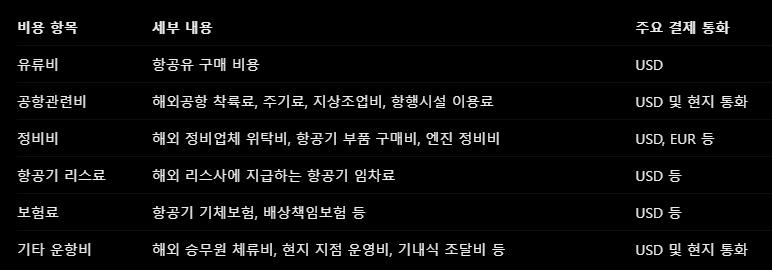 비용 항목 세부 내용 주요 결제 통화
유류비 항공유 구매 비용 USD
공항관련비 해외공항 착륙료, 주기료, 지상조업비, 항행시설 이용료 USD 및 현지 통화
정비비 해외 정비업체 위탁비, 항공기 부품 구매비, 엔진 정비비 USD, EUR 등
항공기 리스료 해외 리스사에 지급하는 항공기 임차료 USD 등
보험료 항공기 기체보험, 배상책임보험 등 USD 등
기타 운항비 해외 승무원 체류비, 현지 지점 운영비, 기내식 조달비 등 USD 및 현지 통화